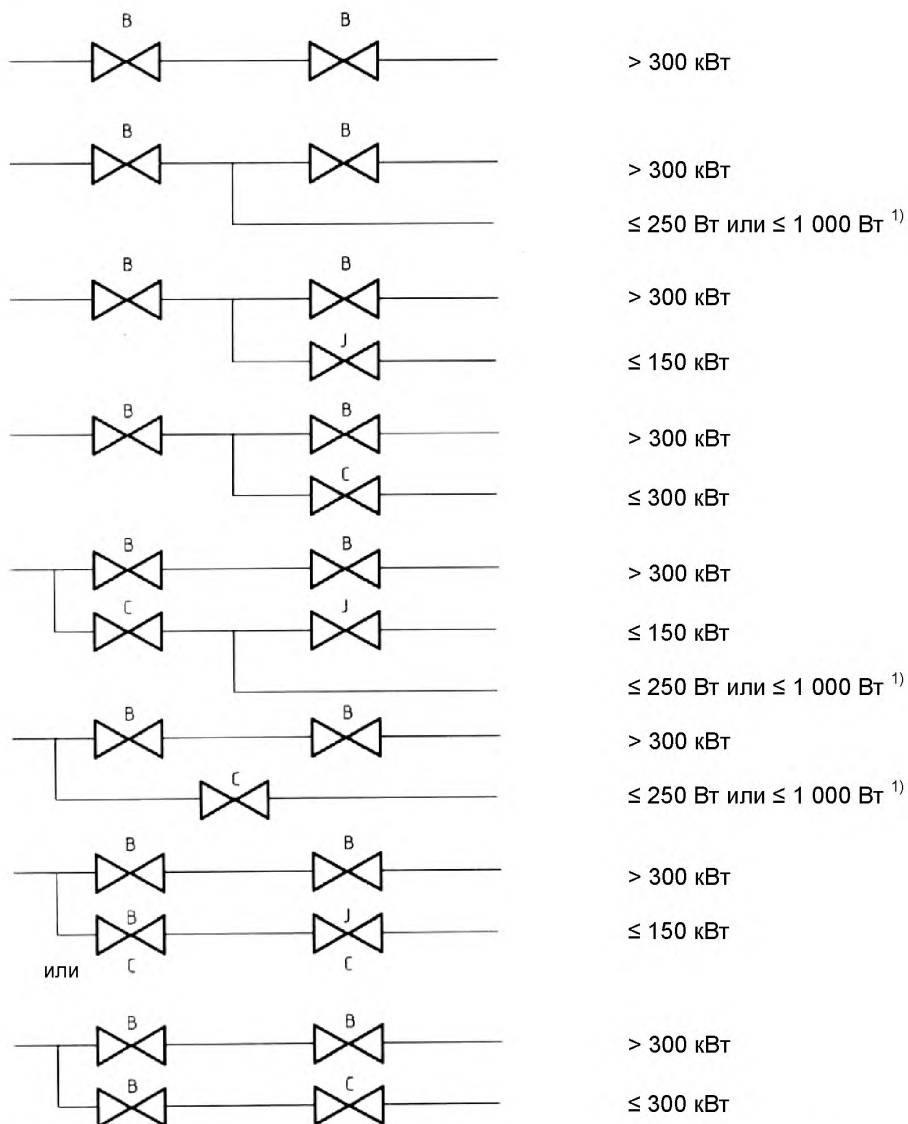 B B
> 300 кВт
B B
> 300 кВт
≤ 250 Вт или ≤ 1 000 Вт 1)
B B
> 300 кВт
J
≤ 150 кВт
B B
> 300 кВт
C
≤ 300 кВт
B B
> 300 кВт
C J
≤ 150 кВт
≤ 250 Вт или ≤ 1 000 Вт 1)
B B
> 300 кВт
C
≤ 250 Вт или ≤ 1 000 Вт 1)
B B
> 300 кВт
B J
≤ 150 кВт
или C C
B B
> 300 кВт
B C
≤ 300 кВт